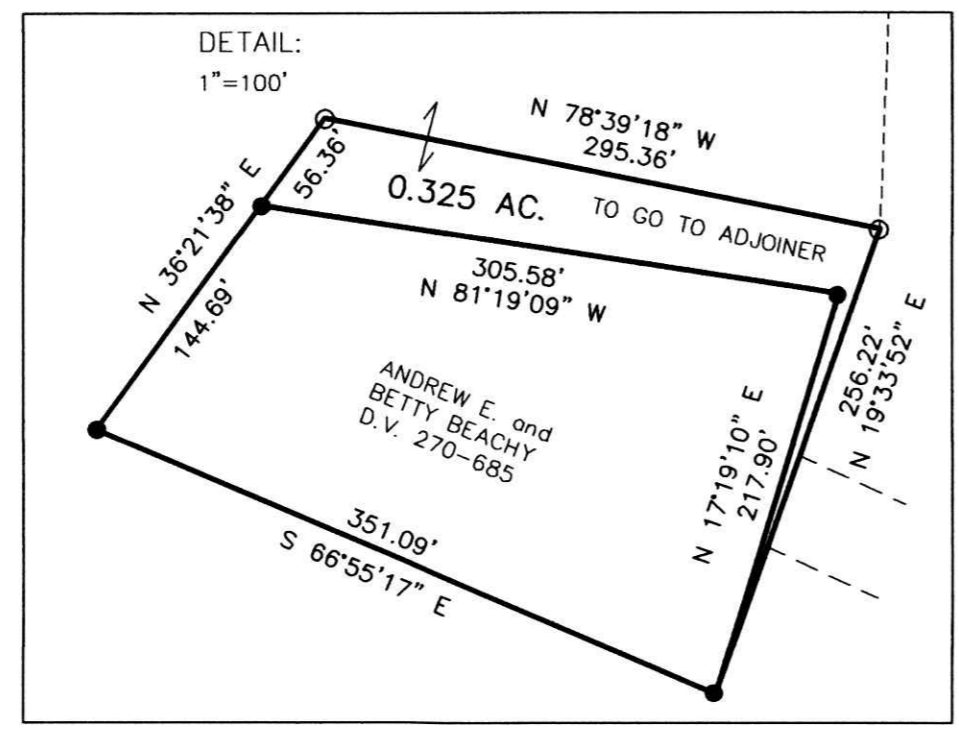 DETAIL:
1"=100'
N 78°39'18" W
295.36'
N 36°21'38" E
56.36'
144.69'
0.325 AC.
TO GO TO ADJOINER
305.58'
N 81°19'09" W
256.22'
N 19°33'52" E
ANDREW E. and
BETTY BEACHY
D.V. 270-685
N 17°19'10" E
217.90'
351.09'
S 66°55'17" E